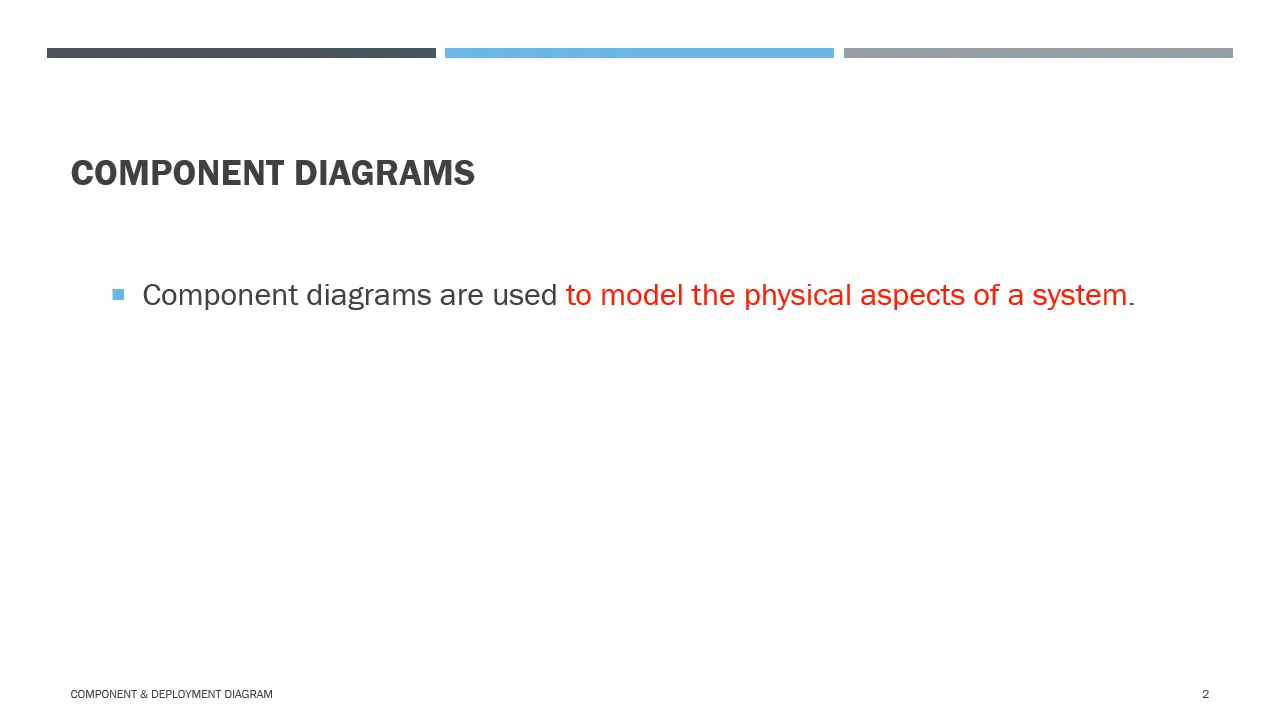 COMPONENT DIAGRAMS
Component diagrams are used to model the physical aspects of a system.
COMPONENT & DEPLOYMENT DIAGRAM
2